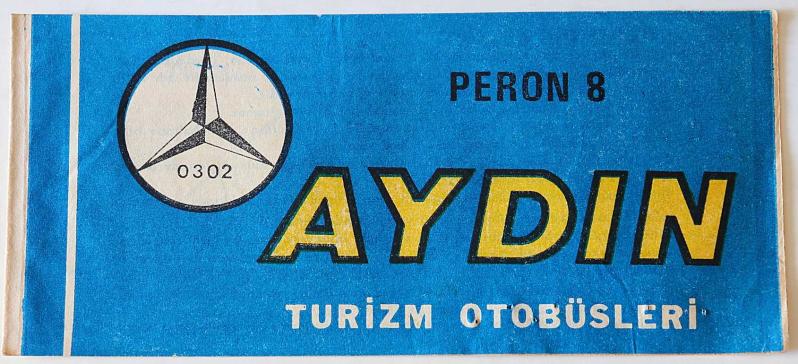 PERON 8
0302
AYDIN
TURİZM OTOBÜSLERİ